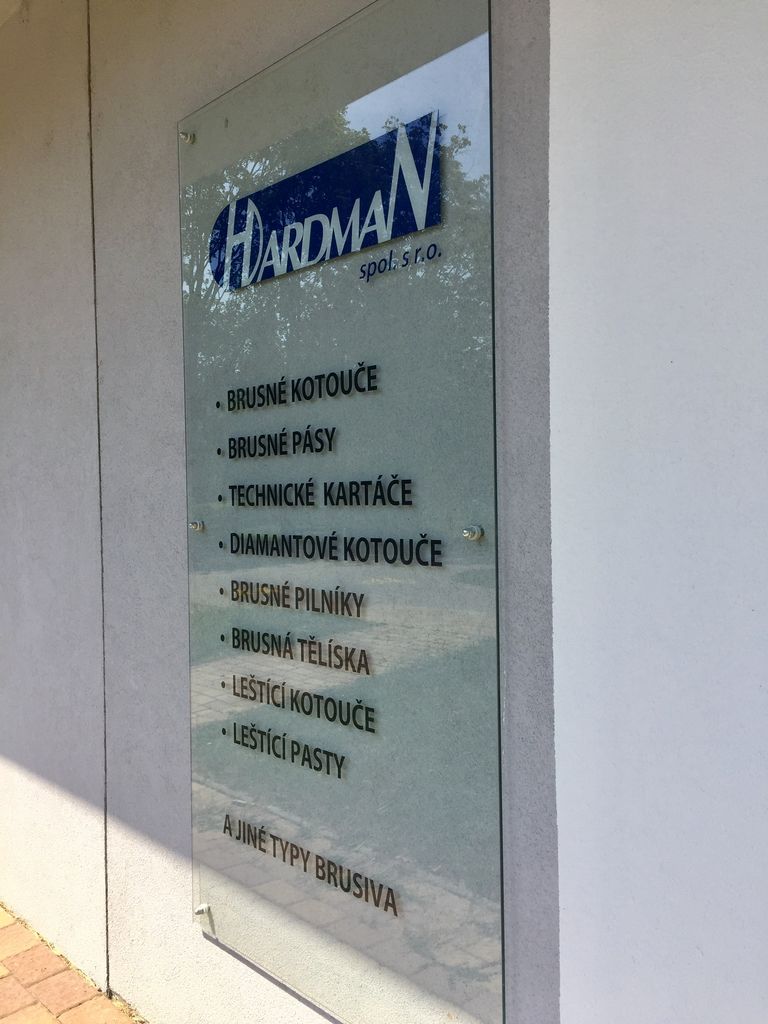 HARDMAN
spol. s r.o.
• BRUSNÉ KOTOUČE
• BRUSNÉ PÁSY
• TECHNICKÉ KARTÁČE
• DIAMANTOVÉ KOTOUČE
• BRUSNÉ PILNÍKY
• BRUSNÁ TĚLÍSKA
• LEŠTÍCÍ KOTOUČE
• LEŠTÍCÍ PASTY
A JINÉ TYPY BRUSIVA